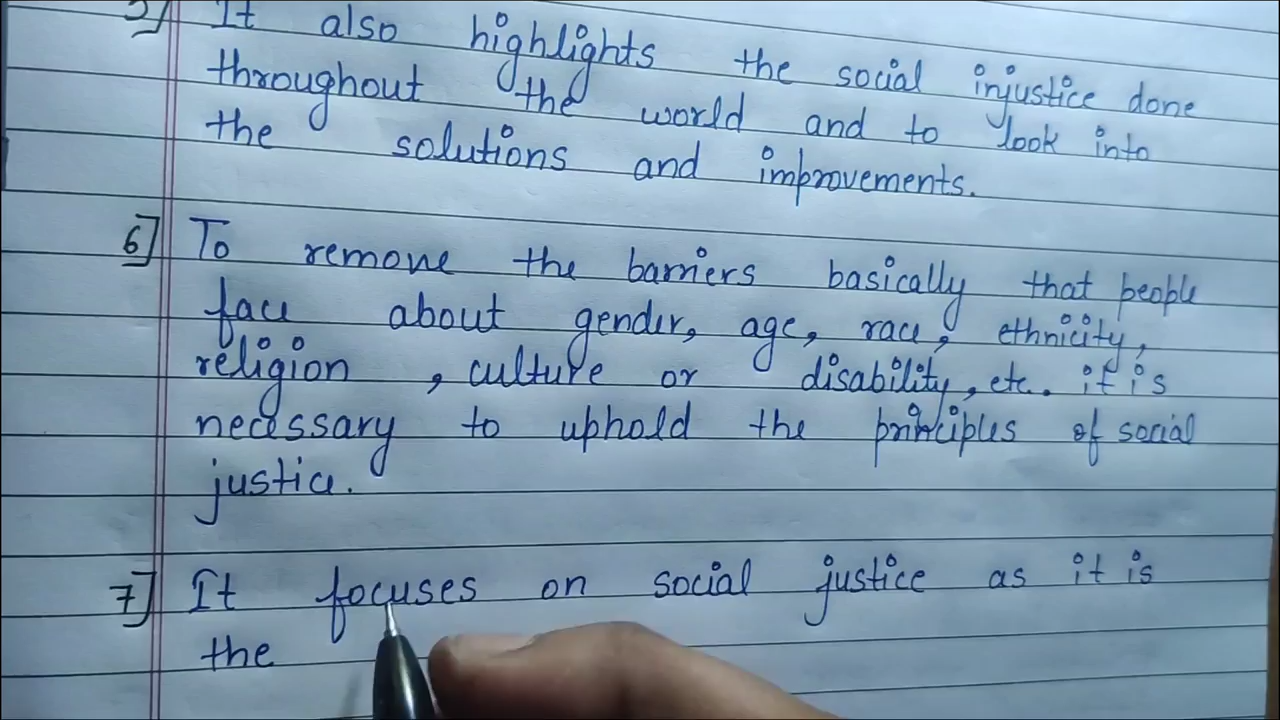 5] It also highlights the social injustice done
throughout the world and to look into
the solutions and improvements.
6] To remove the barriers basically that people
face about gender, age, race, ethnicity,
religion , culture or disability, etc. it is
necessary to uphold the principles of social
justice.
7] It focuses on social justice as it is
the